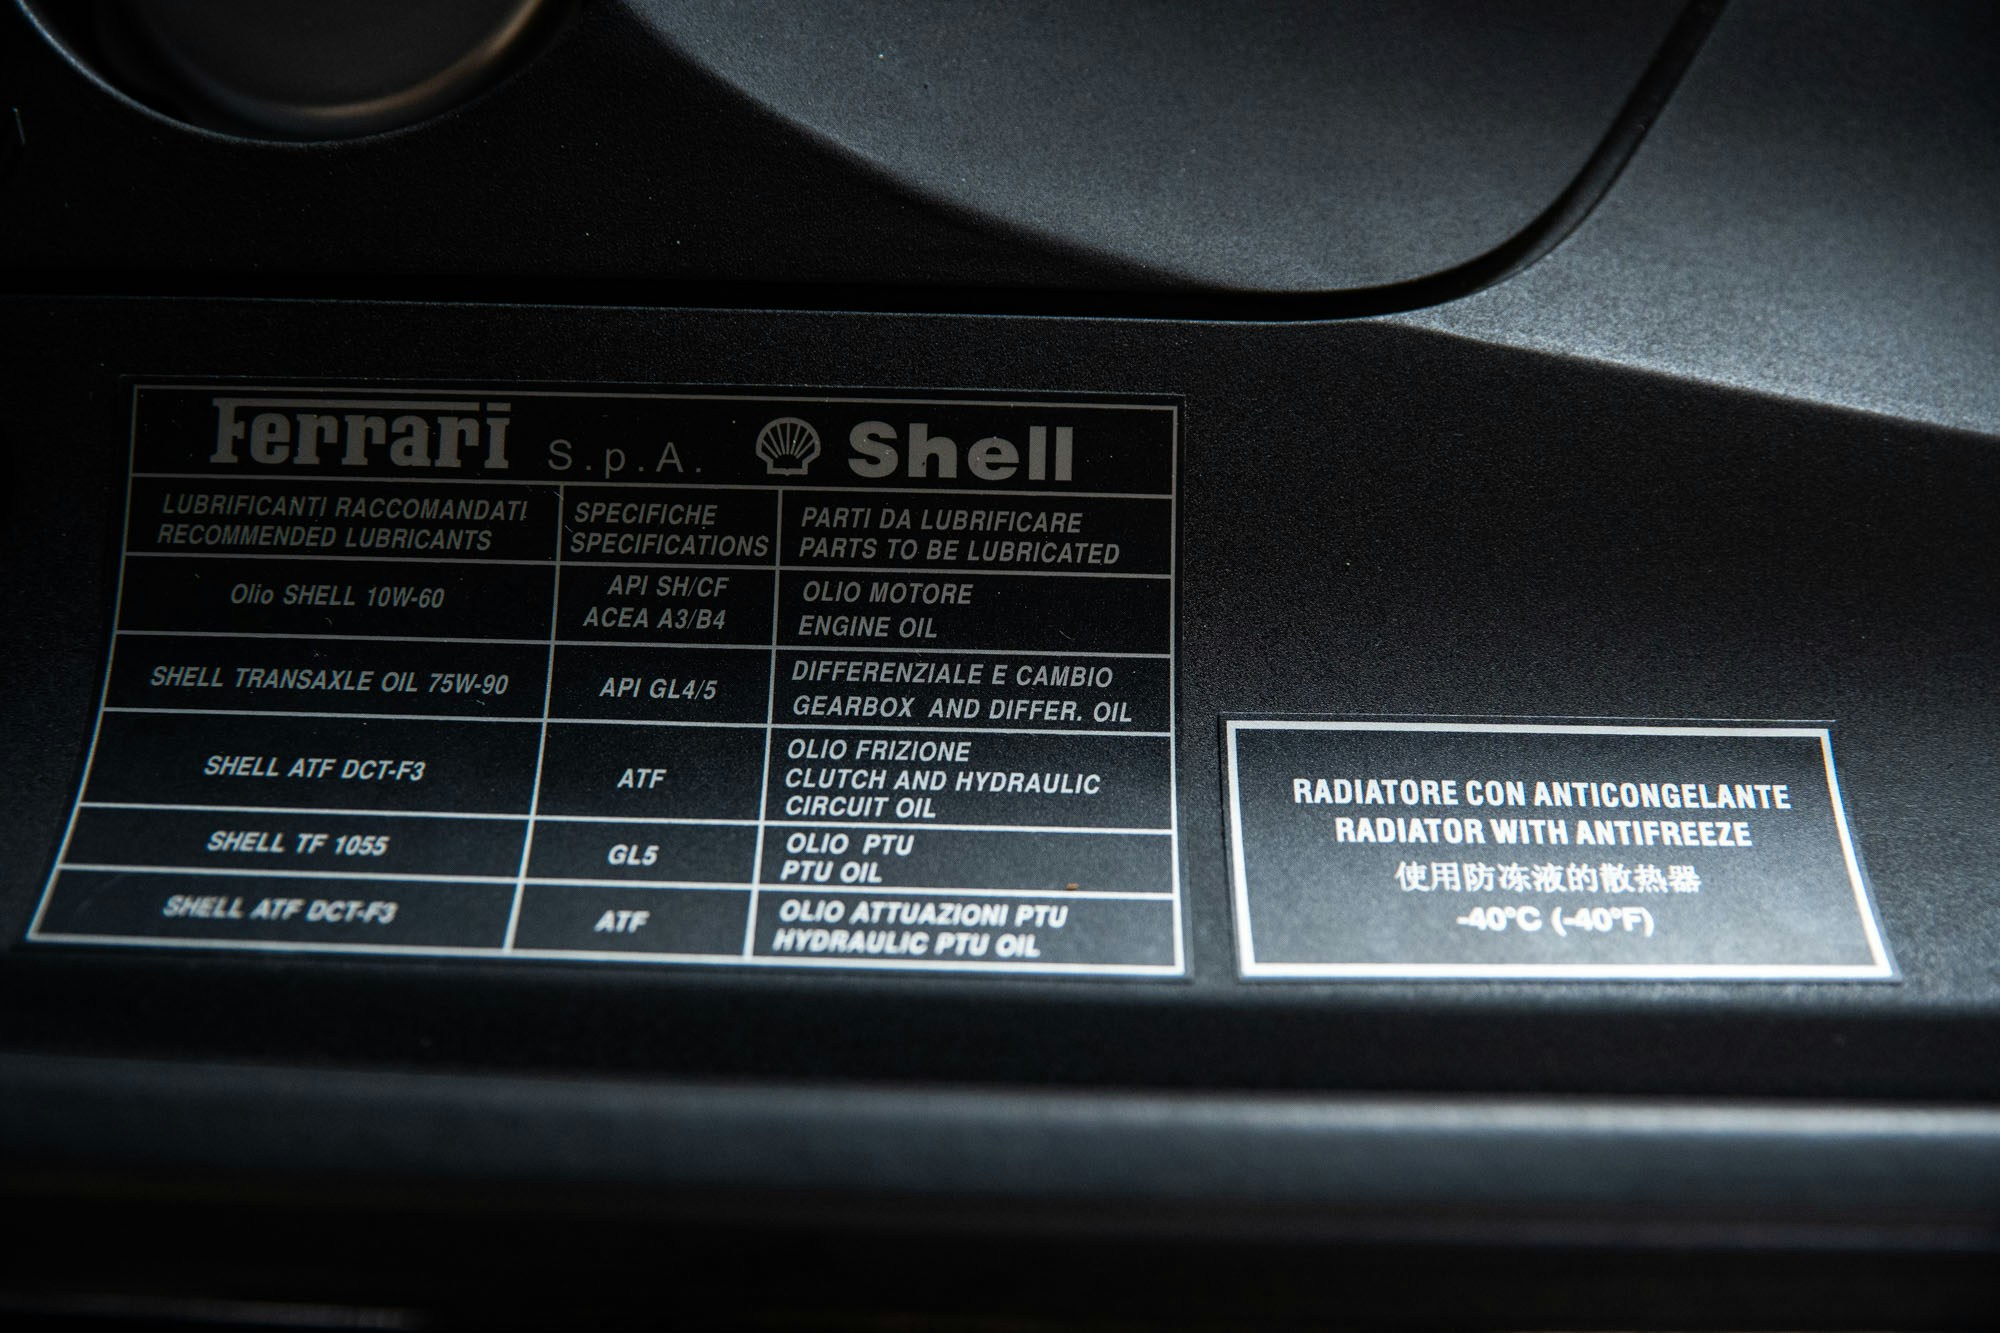 Ferrari S.p.A. Shell
LUBRIFICANTI RACCOMANDATI
RECOMMENDED LUBRICANTS
SPECIFICHE
SPECIFICATIONS
PARTI DA LUBRIFICARE
PARTS TO BE LUBRICATED
Olio SHELL 10W-60
API SH/CF
ACEA A3/B4
OLIO MOTORE
ENGINE OIL
SHELL TRANSAXLE OIL 75W-90
API GL4/5
DIFFERENZIALE E CAMBIO
GEARBOX AND DIFFER. OIL
SHELL ATF DCT-F3
ATF
OLIO FRIZIONE
CLUTCH AND HYDRAULIC
CIRCUIT OIL
SHELL TF 1055
GL5
OLIO PTU
PTU OIL
SHELL ATF DCT-F3
ATF
OLIO ATTUAZIONI PTU
HYDRAULIC PTU OIL
RADIATORE CON ANTICONGELANTE
RADIATOR WITH ANTIFREEZE
使用防冻液的散热器
-40°C (-40°F)